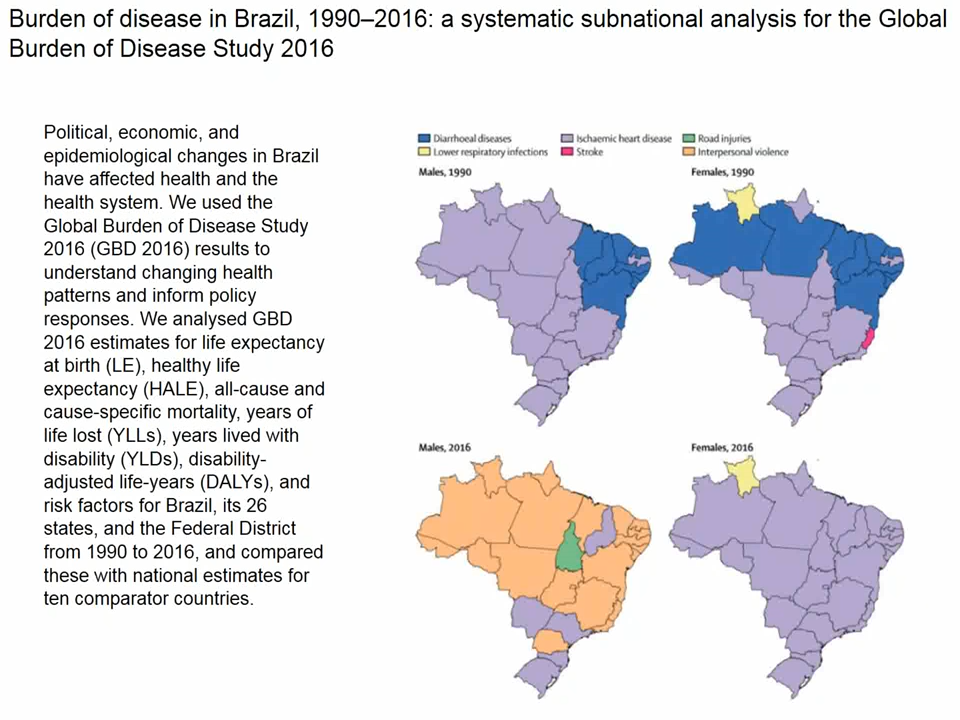 Burden of disease in Brazil, 1990–2016: a systematic subnational analysis for the Global
Burden of Disease Study 2016
Political, economic, and
epidemiological changes in Brazil
have affected health and the
health system. We used the
Global Burden of Disease Study
2016 (GBD 2016) results to
understand changing health
patterns and inform policy
responses. We analysed GBD
2016 estimates for life expectancy
at birth (LE), healthy life
expectancy (HALE), all-cause and
cause-specific mortality, years of
life lost (YLLs), years lived with
disability (YLDs), disability-
adjusted life-years (DALYs), and
risk factors for Brazil, its 26
states, and the Federal District
from 1990 to 2016, and compared
these with national estimates for
ten comparator countries.
Diarrhoeal diseases Ischaemic heart disease Road injuries
Lower respiratory infections Stroke Interpersonal violence
Males, 1990 Females, 1990
Males, 2016 Females, 2016